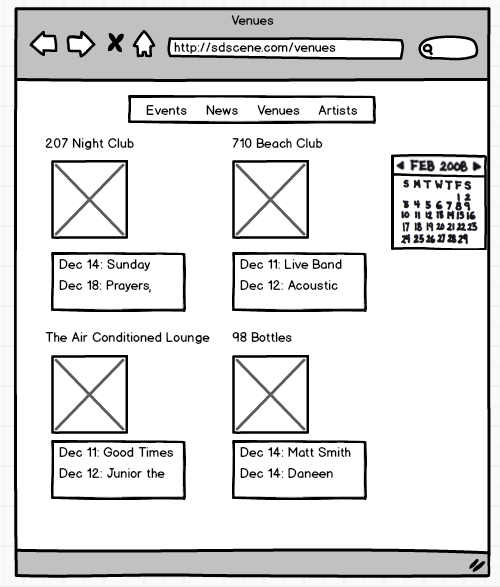 Venues
http://sdscene.com/venues
Events News Venues Artists
207 Night Club
710 Beach Club
Dec 14: Sunday
Dec 18: Prayers,
Dec 11: Live Band
Dec 12: Acoustic
FEB 2008
S M T W T F S
1 2
3 4 5 6 7 8 9
10 11 12 13 14 15 16
17 18 19 20 21 22 23
24 25 26 27 28 29
The Air Conditioned Lounge
98 Bottles
Dec 11: Good Times
Dec 12: Junior the
Dec 14: Matt Smith
Dec 14: Daneen